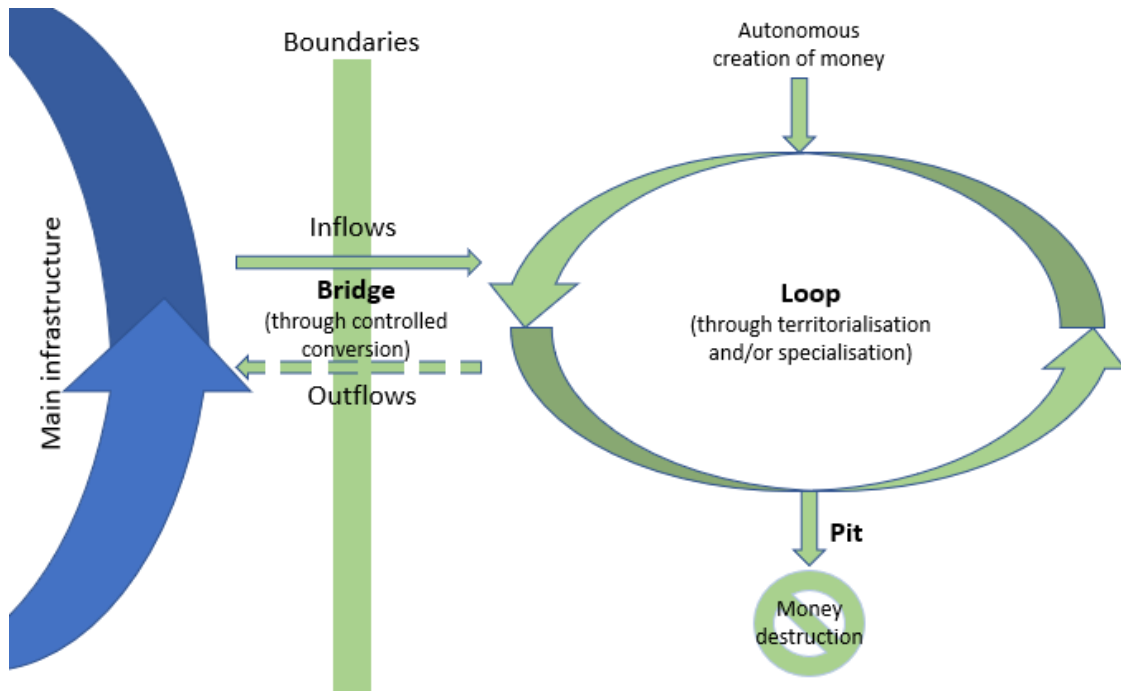 Boundaries
Autonomous
creation of money
Main infrastructure
Inflows
Bridge
(through controlled
conversion)
Outflows
Loop
(through territorialisation
and/or specialisation)
Pit
Money
destruction